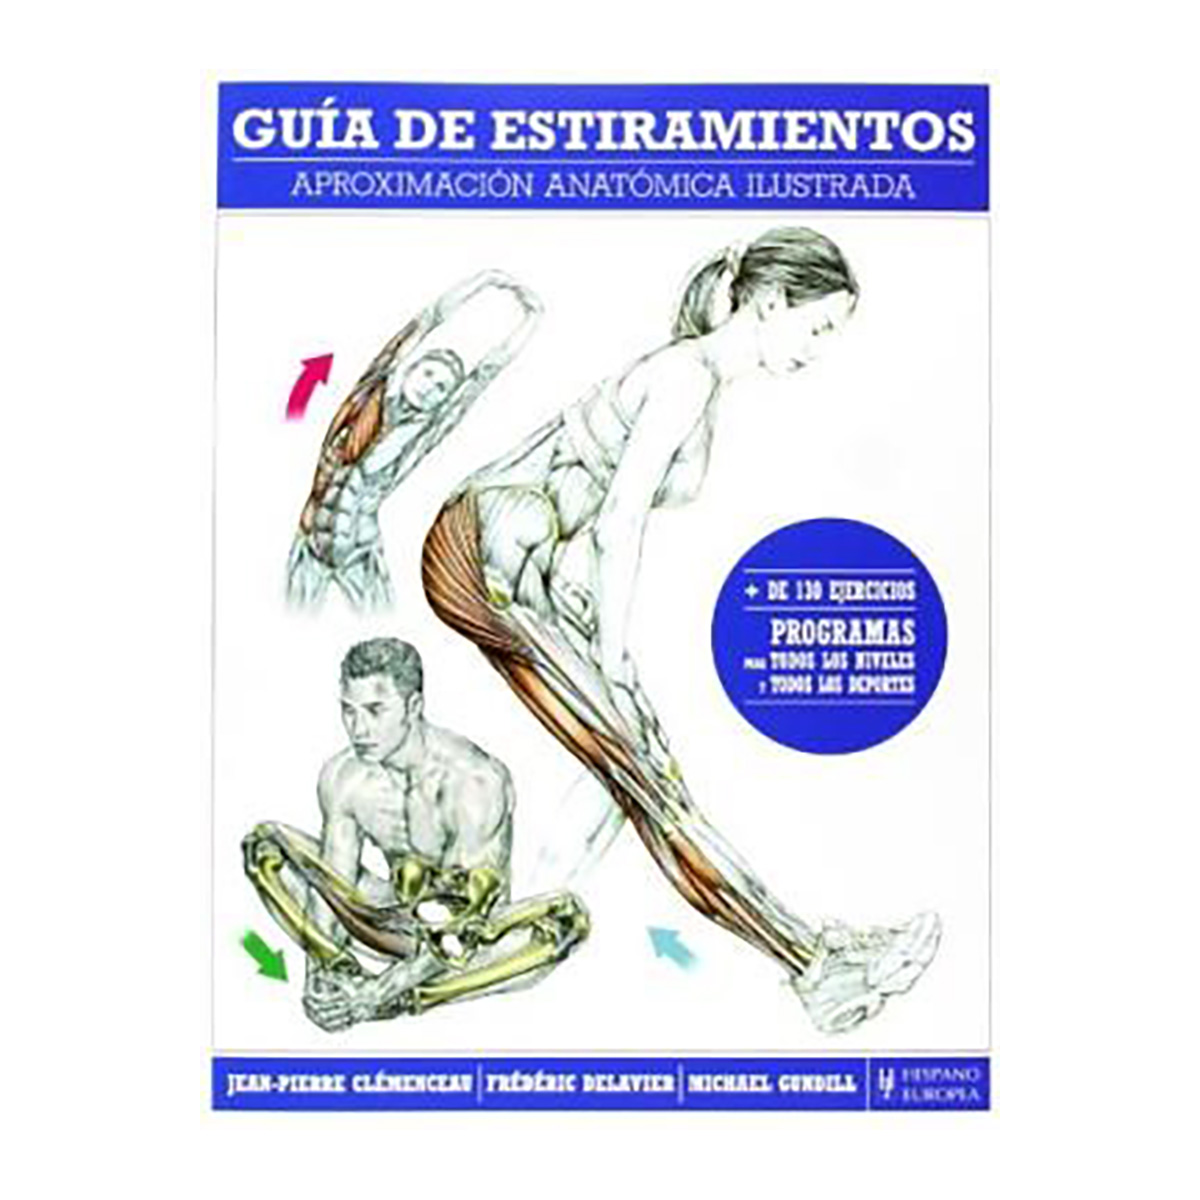 GUÍA DE ESTIRAMIENTOS
APROXIMACIÓN ANATÓMICA ILUSTRADA
+ DE 130 EJERCICIOS
PROGRAMAS
PARA TODOS LOS NIVELES
Y TODOS LOS DEPORTES
JEAN-PIERRE CLÉMENCEAU | FRÉDÉRIC DELAVIER | MICHAEL GUNDILL
HISPANO
EUROPEA